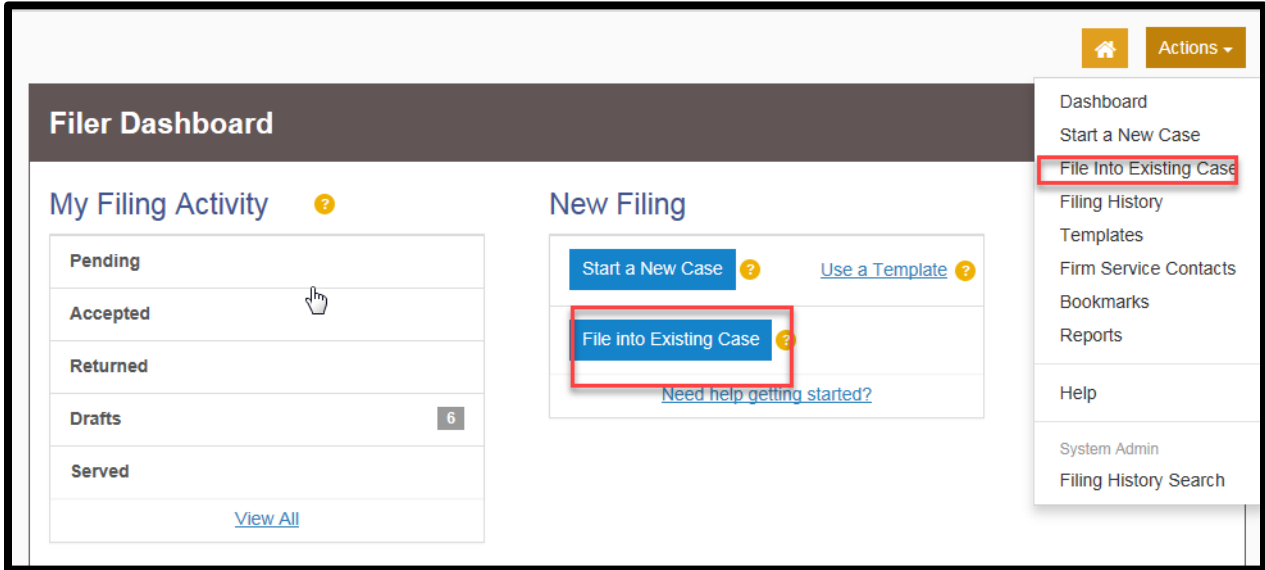 Actions
Filer Dashboard
My Filing Activity ?
Pending
Accepted
Returned
Drafts 6
Served
View All
New Filing
Start a New Case ? Use a Template ?
File into Existing Case ?
Need help getting started?
Dashboard
Start a New Case
File Into Existing Case
Filing History
Templates
Firm Service Contacts
Bookmarks
Reports
Help
System Admin
Filing History Search